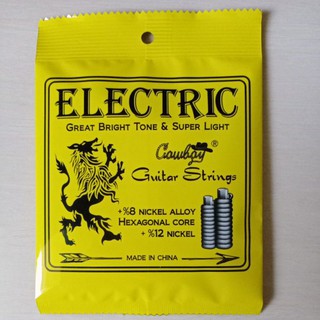 ELECTRIC
GREAT BRIGHT TONE & SUPER LIGHT
Cowboy ®
Guitar Strings
+%8 NICKEL ALLOY
HEXAGONAL CORE
+%12 NICKEL
MADE IN CHINA